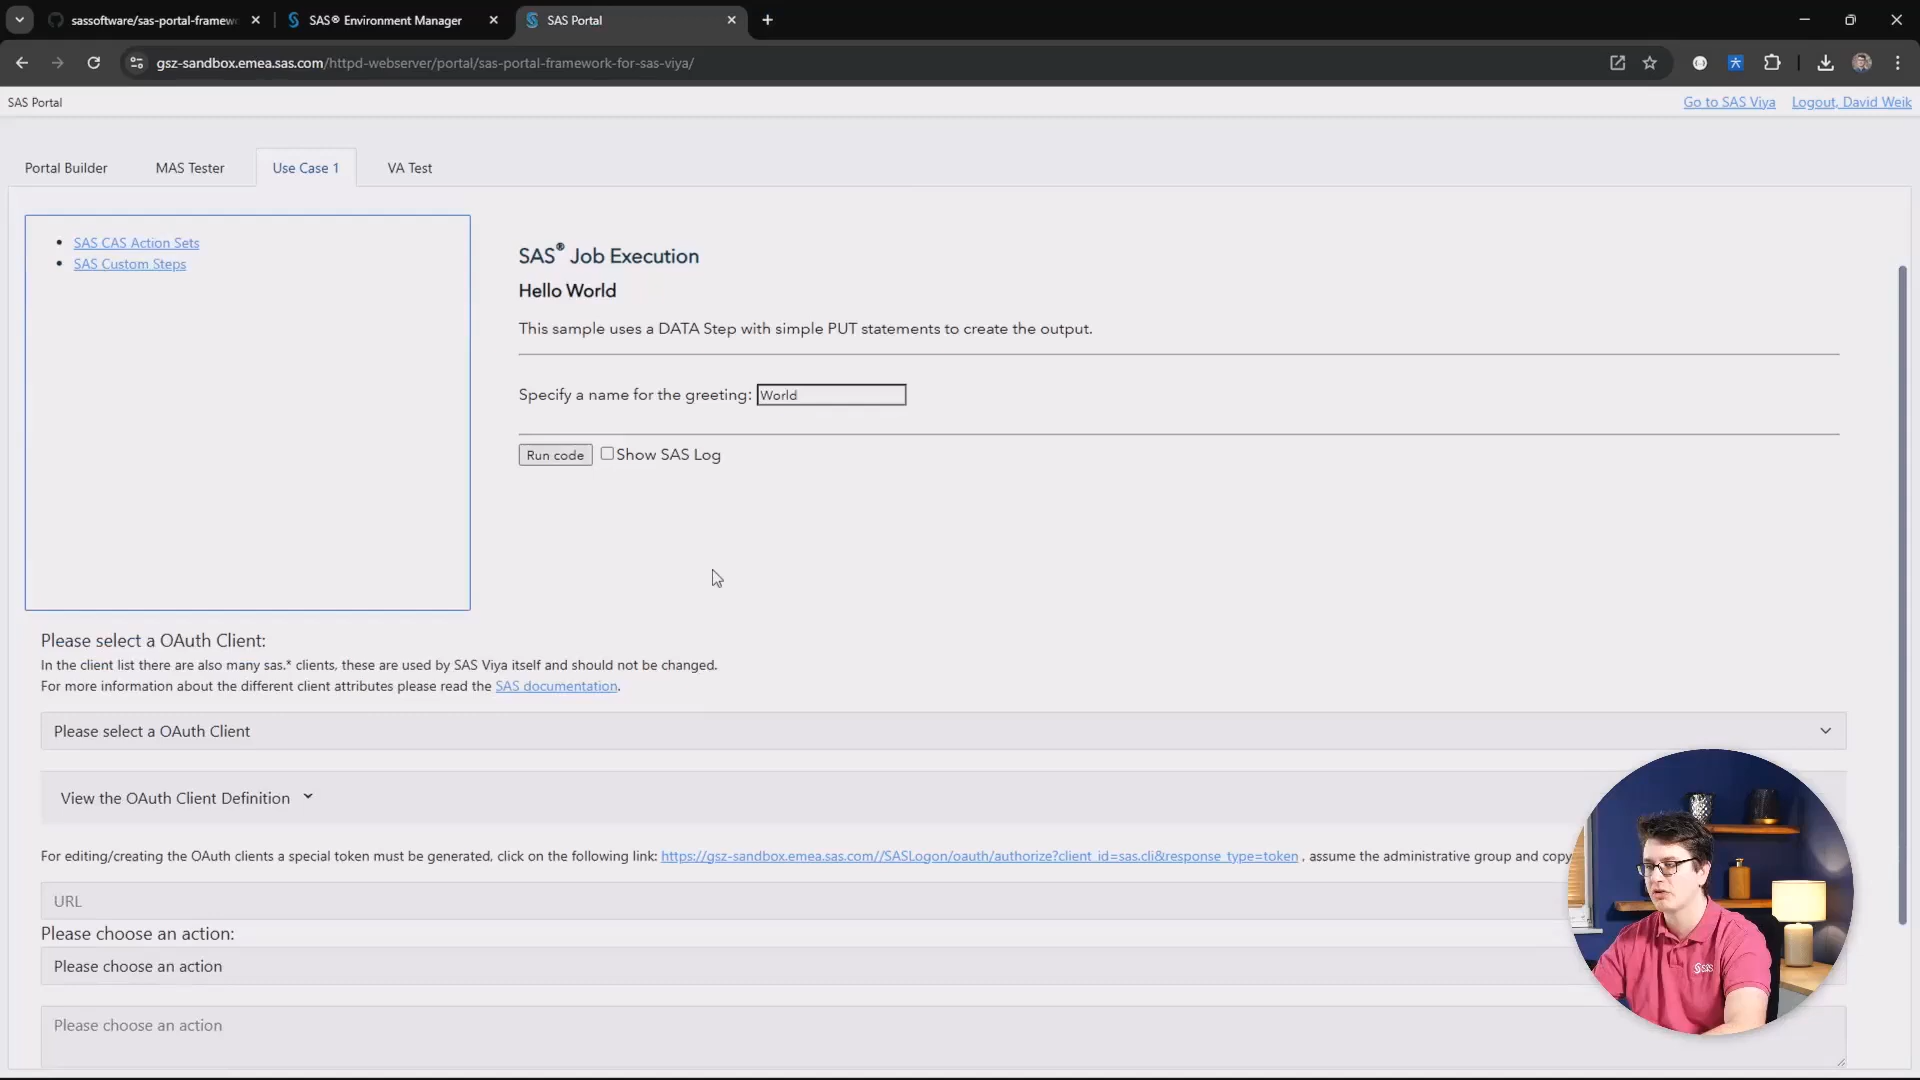 sassoftware/sas-portal-framew
SAS® Environment Manager
SAS Portal
gsz-sandbox.emea.sas.com/httpd-webserver/portal/sas-portal-framework-for-sas-viya/
SAS Portal
Go to SAS Viya
Logout, David Weik
Portal Builder
MAS Tester
Use Case 1
VA Test
SAS CAS Action Sets
SAS Custom Steps
SAS® Job Execution
Hello World
This sample uses a DATA Step with simple PUT statements to create the output.
Specify a name for the greeting: World
Run code
Show SAS Log
Please select a OAuth Client:
In the client list there are also many sas.* clients, these are used by SAS Viya itself and should not be changed.
For more information about the different client attributes please read the SAS documentation.
Please select a OAuth Client
View the OAuth Client Definition
For editing/creating the OAuth clients a special token must be generated, click on the following link: https://gsz-sandbox.emea.sas.com//SASLogon/oauth/authorize?client_id=sas.cli&response_type=token , assume the administrative group and copy
URL
Please choose an action:
Please choose an action
Please choose an action
sas